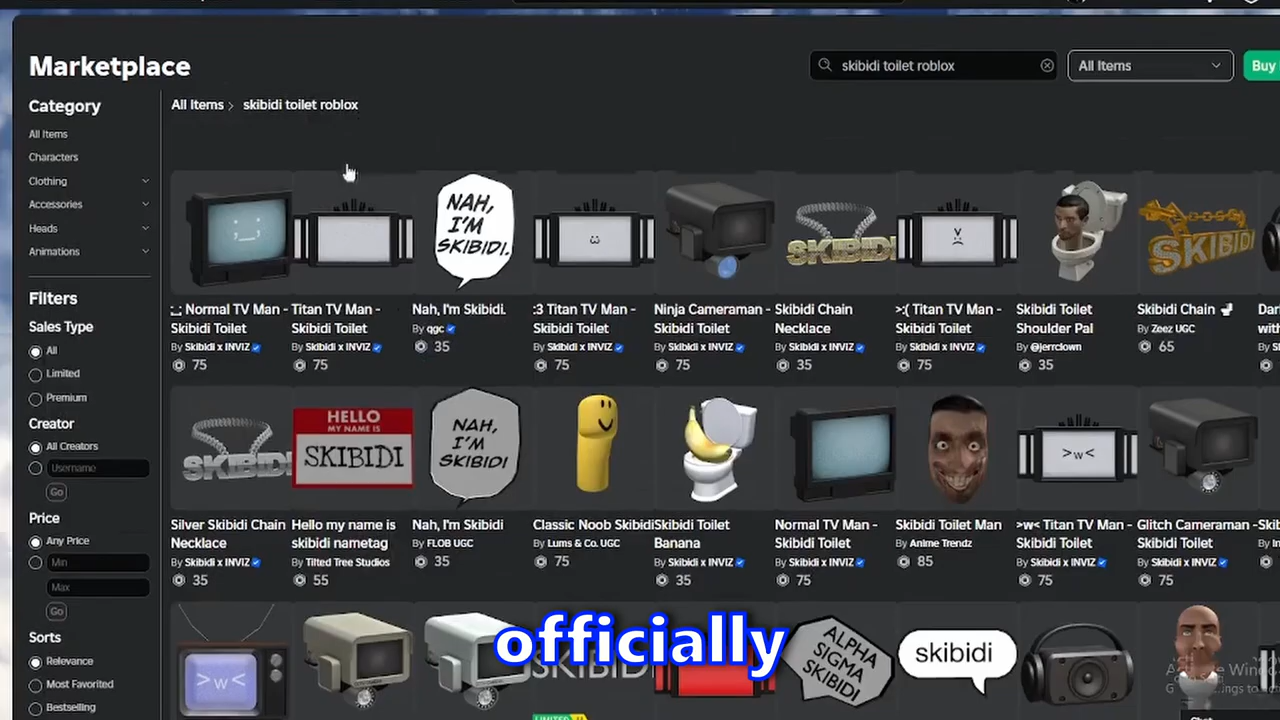 Marketplace
skibidi toilet roblox
All Items
Buy
Category
All Items
Characters
Clothing
Accessories
Heads
Animations
Filters
Sales Type
All
Limited
Premium
Creator
All Creators
Username
Go
Price
Any Price
Min
Max
Go
Sorts
Relevance
Most Favorited
Bestselling
All Items > skibidi toilet roblox
NAH,
I'M
SKIBIDI.
SKIBIDI
SKIBIDI
:_: Normal TV Man -
Skibidi Toilet
By Skibidi x INVIZ
75
Titan TV Man -
Skibidi Toilet
By Skibidi x INVIZ
75
Nah, I'm Skibidi.
By qgc
35
:3 Titan TV Man -
Skibidi Toilet
By Skibidi x INVIZ
75
Ninja Cameraman -
Skibidi Toilet
By Skibidi x INVIZ
75
Skibidi Chain
Necklace
By Skibidi x INVIZ
35
>:( Titan TV Man -
Skibidi Toilet
By Skibidi x INVIZ
75
Skibidi Toilet
Shoulder Pal
By @jerrclown
35
Skibidi Chain
By Zeez UGC
65
SKIBIDI
HELLO
MY NAME IS
SKIBIDI
NAH,
I'M
SKIBIDI
>w<
Silver Skibidi Chain
Necklace
By Skibidi x INVIZ
35
Hello my name is
skibidi nametag
By Tilted Tree Studios
55
Nah, I'm Skibidi
By FLOB UGC
35
Classic Noob Skibidi
By Lums & Co. UGC
75
Skibidi Toilet
Banana
By Skibidi x INVIZ
35
Normal TV Man -
Skibidi Toilet
By Skibidi x INVIZ
75
Skibidi Toilet Man
By Anime Trendz
85
>w< Titan TV Man -
Skibidi Toilet
By Skibidi x INVIZ
75
Glitch Cameraman -
Skibidi Toilet
By Skibidi x INVIZ
75
>w<
SKIBIDI
ALPHA
SIGMA
SKIBIDI
skibidi
officially
LIMITED